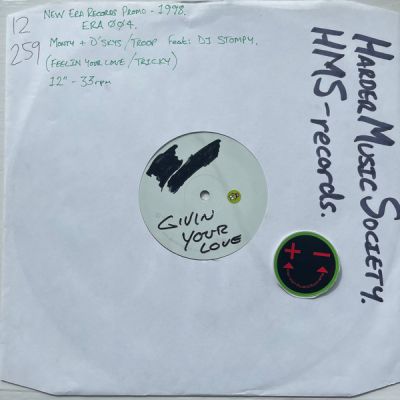 12
259
New Era Records Promo - 1998.
ERA 004.
Monty + D'Skys/Troop Feat: DJ Stompy.
(Feelin Your Love/Tricky)
12" - 33rpm
Harder Music Society.
HMS-records.
GIVIN
YOUR
LOVE